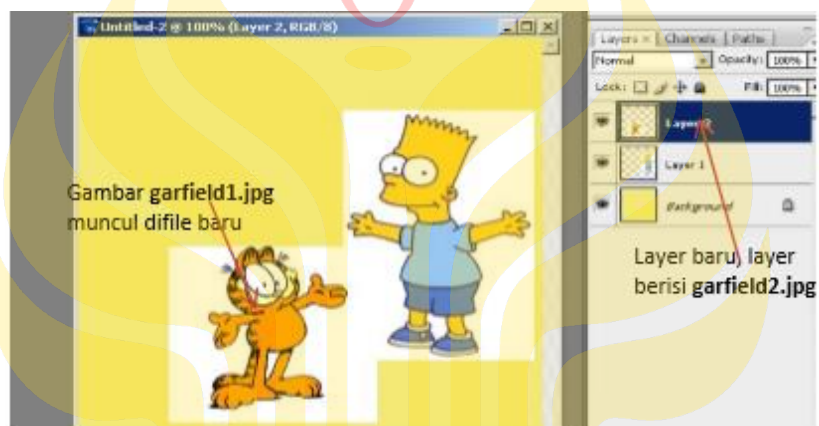 Untitled-2 @ 100% (Layer 2, RGB/8)
Layers × Channels Paths
Normal Opacity: 100%
Lock: Fill: 100%
Layer 2
Layer 1
Background
Gambar garfield1.jpg
muncul difile baru
Layer baru, layer
berisi garfield2.jpg